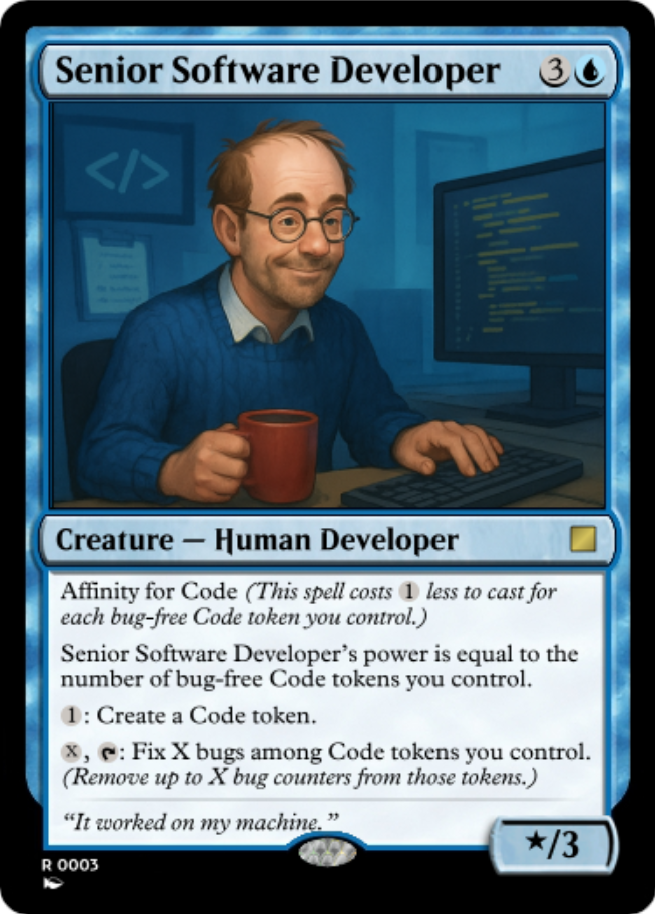 Senior Software Developer 3
</>
Creature — Human Developer
Affinity for Code (This spell costs 1 less to cast for
each bug-free Code token you control.)
Senior Software Developer's power is equal to the
number of bug-free Code tokens you control.
1: Create a Code token.
X, : Fix X bugs among Code tokens you control.
(Remove up to X bug counters from those tokens.)
“It worked on my machine.”
★/3
R 0003